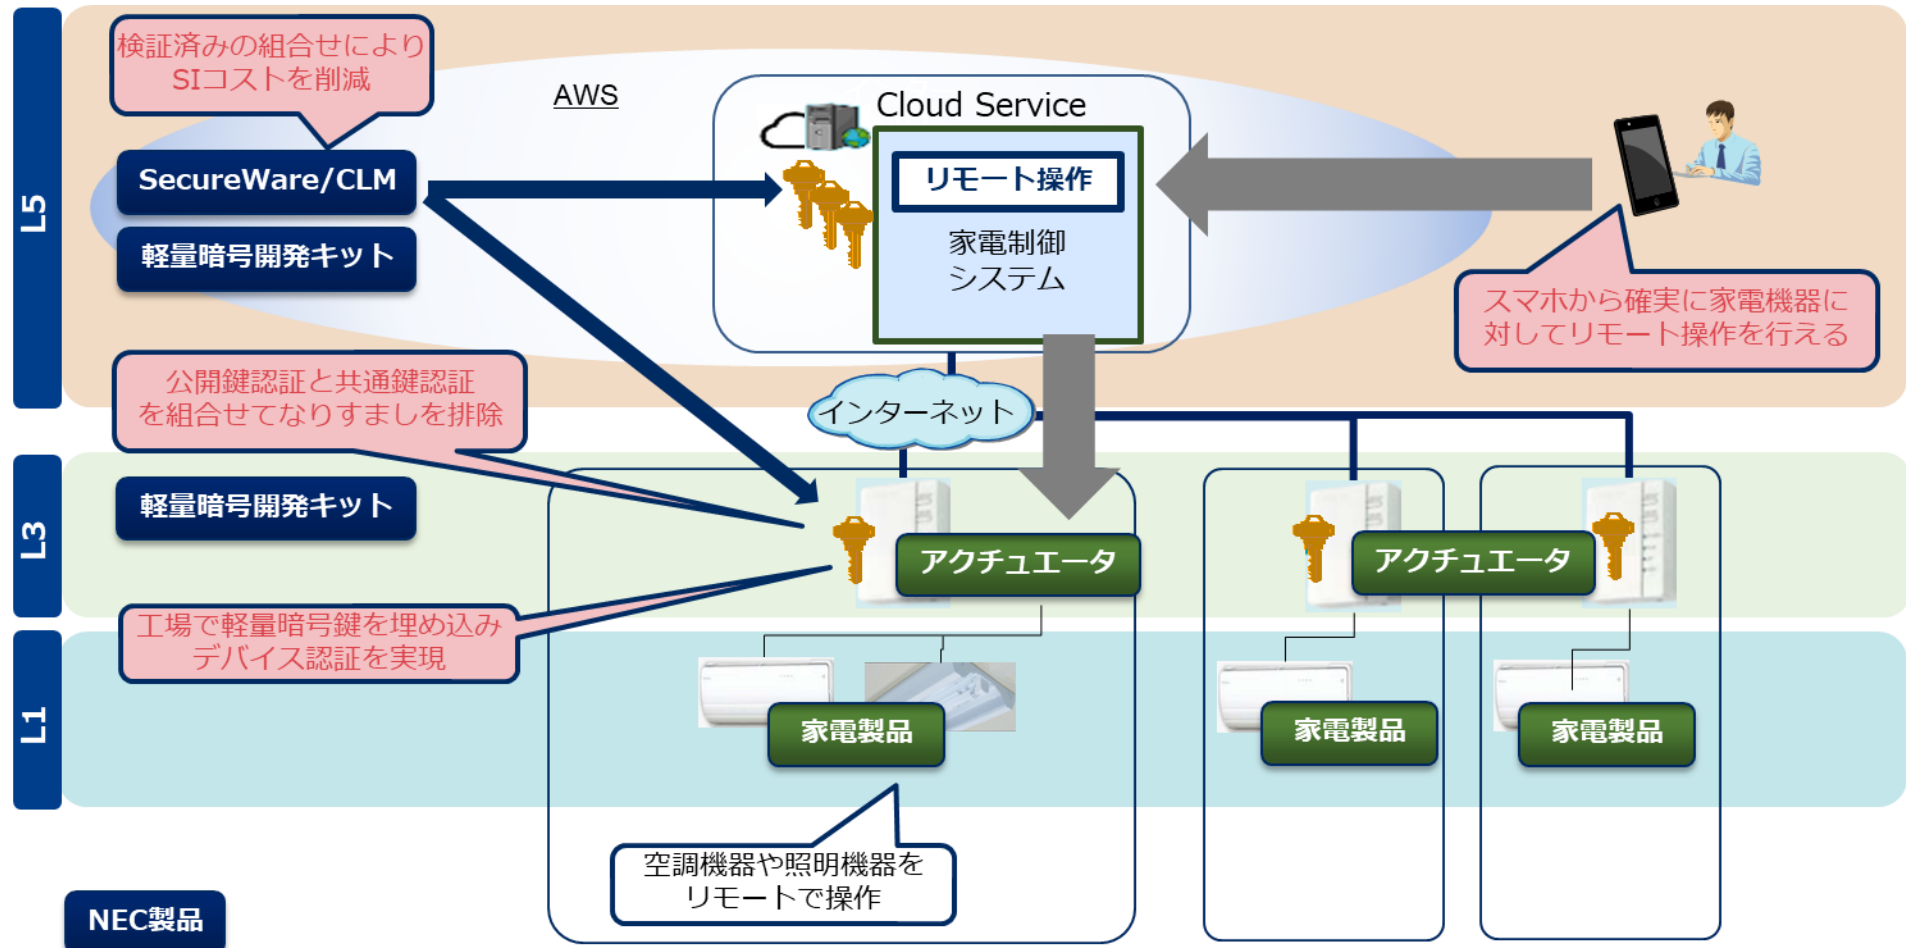 L5
検証済みの組合せにより
SIコストを削減
AWS
Cloud Service
SecureWare/CLM
リモート操作
軽量暗号開発キット
家電制御
システム
スマホから確実に家電機器に
対してリモート操作を行える
公開鍵認証と共通鍵認証
を組合せてなりすましを排除
インターネット
L3
軽量暗号開発キット
アクチュエータ
アクチュエータ
工場で軽量暗号鍵を埋め込み
デバイス認証を実現
L1
家電製品
家電製品
家電製品
空調機器や照明機器を
リモートで操作
NEC製品